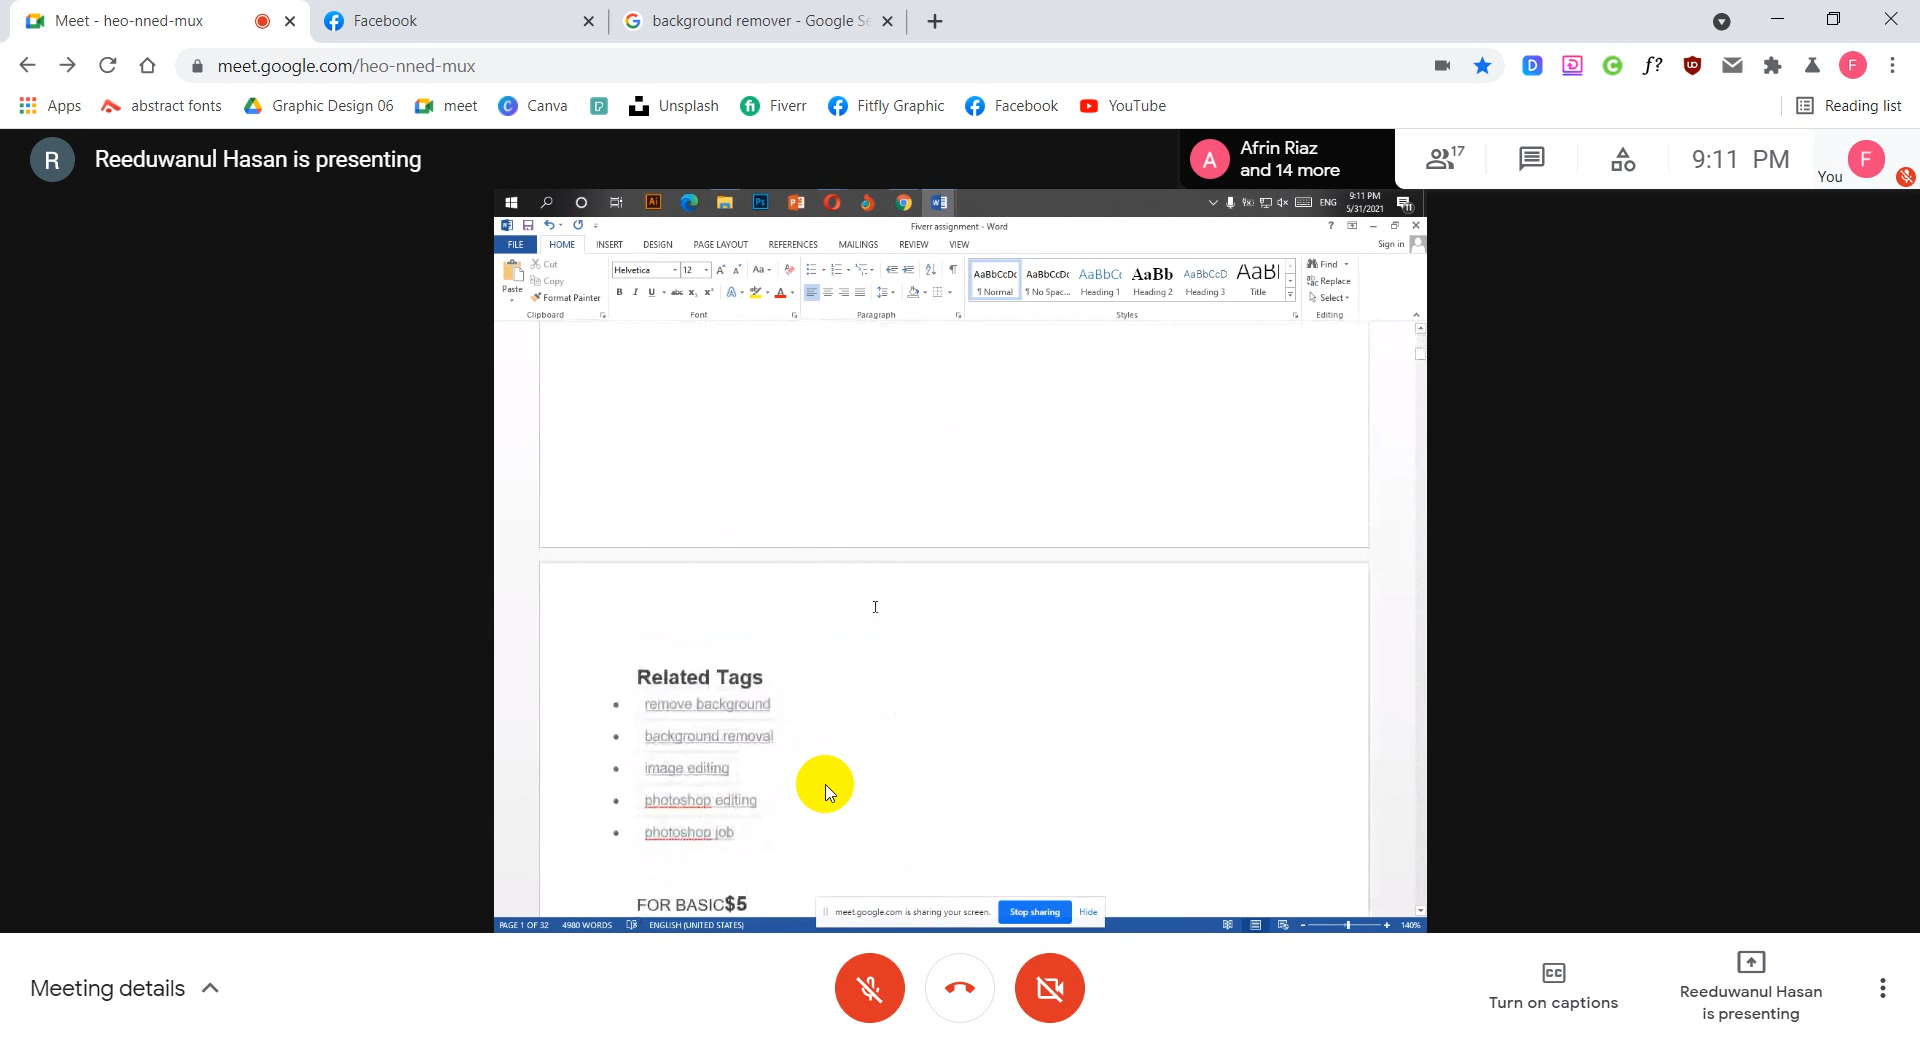 Meet - heo-nned-mux
Facebook
background remover - Google Se
meet.google.com/heo-nned-mux
Apps
abstract fonts
Graphic Design 06
meet
Canva
Unsplash
Fiverr
Fitfly Graphic
Facebook
YouTube
Reading list
R
Reeduwanul Hasan is presenting
A
Afrin Riaz
and 14 more
17
9:11 PM
You
F
ENG
9:11 PM
5/31/2021
Fiverr assignment - Word
FILE
HOME
INSERT
DESIGN
PAGE LAYOUT
REFERENCES
MAILINGS
REVIEW
VIEW
Sign in
Paste
Cut
Copy
Format Painter
Clipboard
Helvetica
12
Font
Paragraph
AaBbCcDc
¶ Normal
AaBbCcDc
¶ No Spac...
AaBbCc
Heading 1
AaBb
Heading 2
AaBbCcD
Heading 3
AaBl
Title
Styles
Find
Replace
Select
Editing
Related Tags
remove background
background removal
image editing
photoshop editing
photoshop job
FOR BASIC$5
meet.google.com is sharing your screen.
Stop sharing
Hide
PAGE 1 OF 32
4980 WORDS
ENGLISH (UNITED STATES)
140%
Meeting details
Turn on captions
Reeduwanul Hasan
is presenting